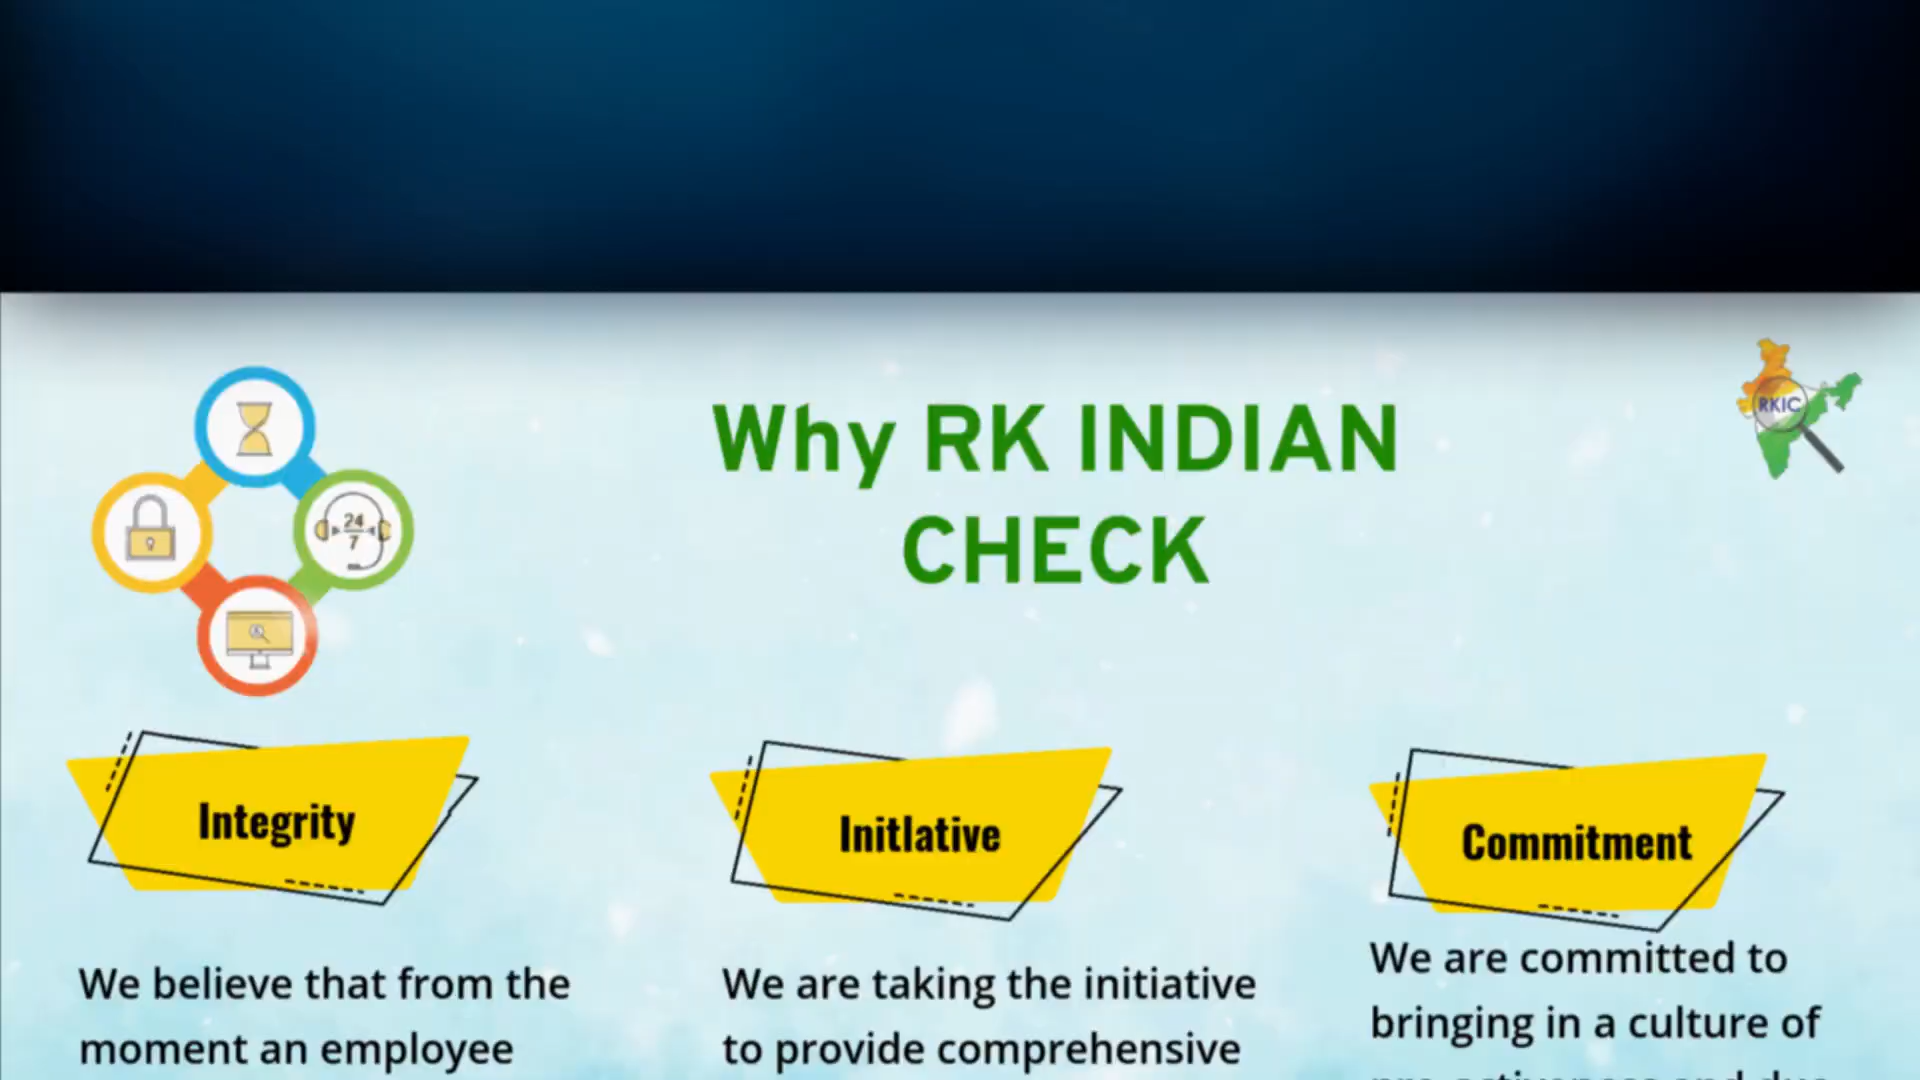 Why RK INDIAN
CHECK
RKIC
24
7
Integrity
Initlative
Commitment
We believe that from the
moment an employee
We are taking the initiative
to provide comprehensive
We are committed to
bringing in a culture of